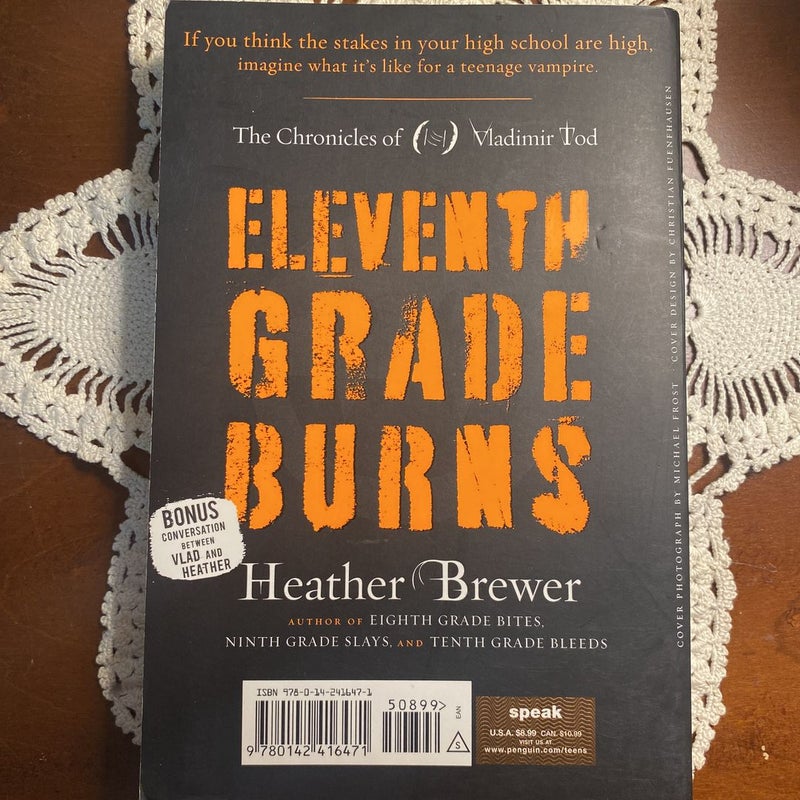 If you think the stakes in your high school are high,
imagine what it's like for a teenage vampire.
The Chronicles of Vladimir Tod
ELEVENTH
GRADE
BURNS
BONUS
CONVERSATION
BETWEEN
VLAD AND
HEATHER
Heather Brewer
AUTHOR OF EIGHTH GRADE BITES,
NINTH GRADE SLAYS, AND TENTH GRADE BLEEDS
ISBN 978-0-14-241647-1
50899>
EAN
S
9 780142 416471
speak
U.S.A. $8.99 CAN. $10.99
VISIT US AT
www.penguin.com/teens
COVER PHOTOGRAPH BY MICHAEL FROST · COVER DESIGN BY CHRISTIAN FUENFHAUSEN